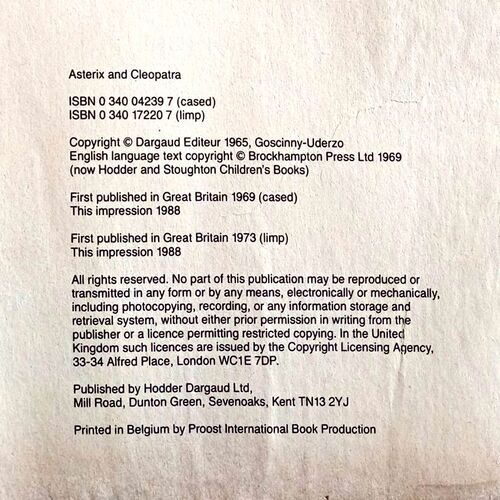 Asterix and Cleopatra
ISBN 0 340 04239 7 (cased)
ISBN 0 340 17220 7 (limp)
Copyright © Dargaud Editeur 1965, Goscinny-Uderzo
English language text copyright © Brockhampton Press Ltd 1969
(now Hodder and Stoughton Children's Books)
First published in Great Britain 1969 (cased)
This impression 1988
First published in Great Britain 1973 (limp)
This impression 1988
All rights reserved. No part of this publication may be reproduced or
transmitted in any form or by any means, electronically or mechanically,
including photocopying, recording, or any information storage and
retrieval system, without either prior permission in writing from the
publisher or a licence permitting restricted copying. In the United
Kingdom such licences are issued by the Copyright Licensing Agency,
33-34 Alfred Place, London WC1E 7DP.
Published by Hodder Dargaud Ltd,
Mill Road, Dunton Green, Sevenoaks, Kent TN13 2YJ
Printed in Belgium by Proost International Book Production